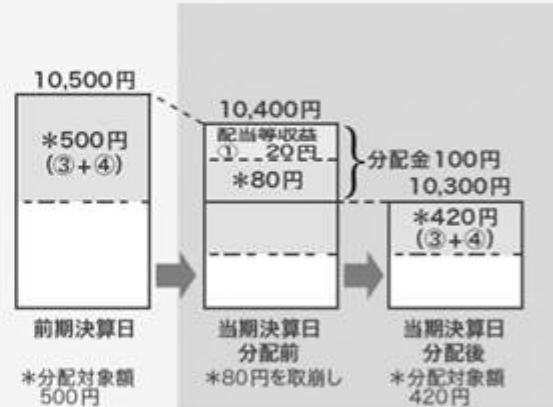 10,500円
*500円
(③+④)
前期決算日
*分配対象額
500円
10,400円
配当等収益
① 20円
*80円
分配金100円
当期決算日
分配前
*80円を取崩し
10,300円
*420円
(③+④)
当期決算日
分配後
*分配対象額
420円